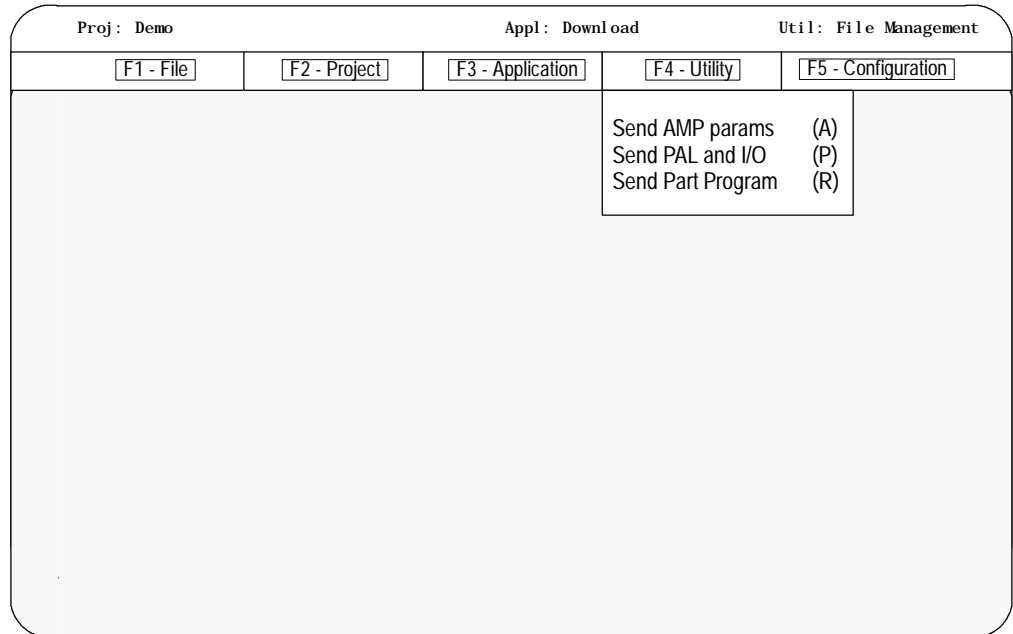 Proj: Demo Appl: Download Util: File Management
F1 - File F2 - Project F3 - Application F4 - Utility F5 - Configuration
Send AMP params (A)
Send PAL and I/O (P)
Send Part Program (R)